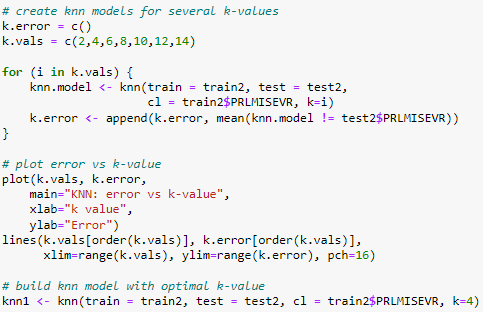 # create knn models for several k-values
k.error = c()
k.vals = c(2,4,6,8,10,12,14)

for (i in k.vals) {
    knn.model <- knn(train = train2, test = test2,
                     cl = train2$PRLMISEVR, k=i)
    k.error <- append(k.error, mean(knn.model != test2$PRLMISEVR))
}

# plot error vs k-value
plot(k.vals, k.error,
      main="KNN: error vs k-value",
      xlab="k value",
      ylab="Error")
lines(k.vals[order(k.vals)], k.error[order(k.vals)],
      xlim=range(k.vals), ylim=range(k.error), pch=16)

# build knn model with optimal k-value
knn1 <- knn(train = train2, test = test2, cl = train2$PRLMISEVR, k=4)